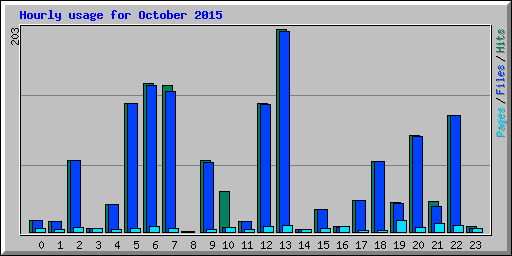 Hourly usage for October 2015
203
Pages / Files / Hits
0 1 2 3 4 5 6 7 8 9 10 11 12 13 14 15 16 17 18 19 20 21 22 23